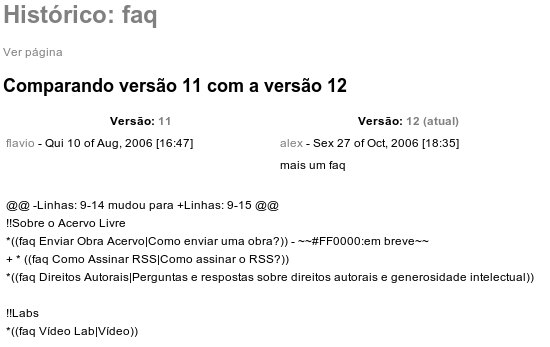 Histórico: faq
Ver página
Comparando versão 11 com a versão 12
Versão: 11
Versão: 12 (atual)
flavio - Qui 10 of Aug, 2006 [16:47]
alex - Sex 27 of Oct, 2006 [18:35]
mais um faq
@@ -Linhas: 9-14 mudou para +Linhas: 9-15 @@
!!Sobre o Acervo Livre
*((faq Enviar Obra Acervo|Como enviar uma obra?)) - ~~#FF0000:em breve~~
+ * ((faq Como Assinar RSS|Como assinar o RSS?))
*((faq Direitos Autorais|Perguntas e respostas sobre direitos autorais e generosidade intelectual))
!!Labs
*((faq Vídeo Lab|Vídeo))